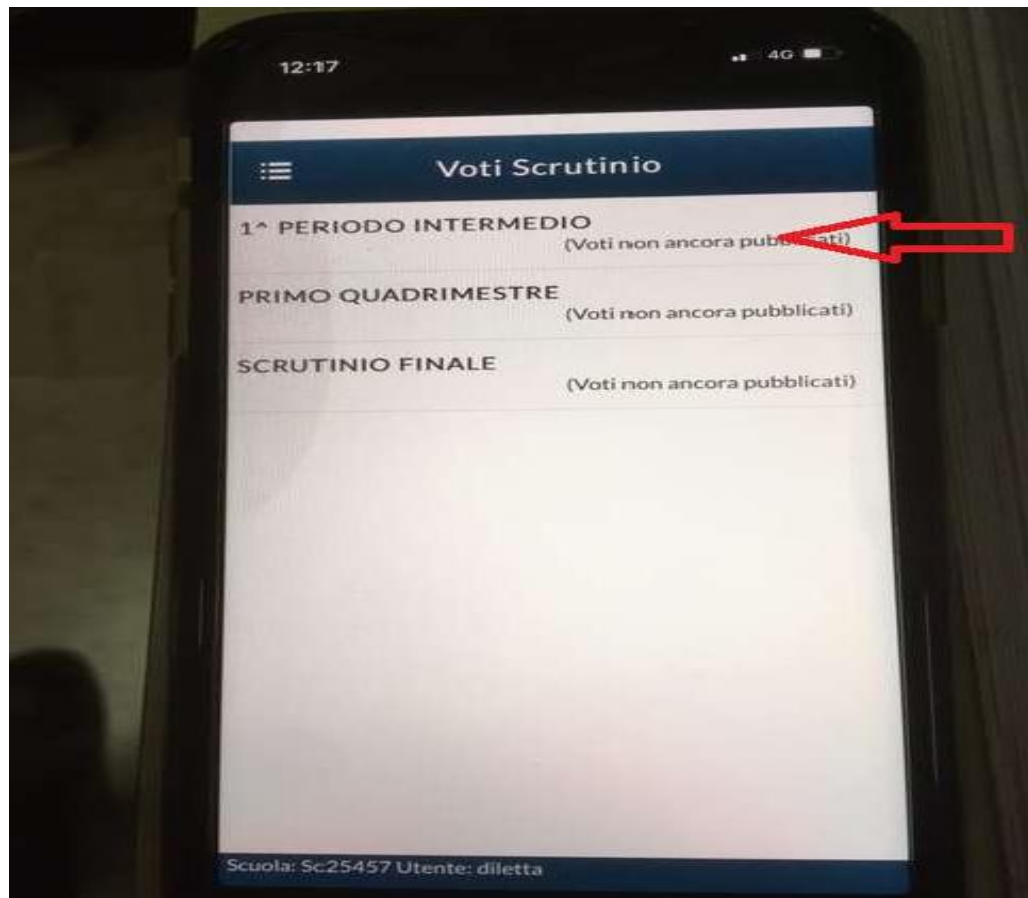 12:17 4G
Voti Scrutinio
1^ PERIODO INTERMEDIO
(Voti non ancora pubblicati)
PRIMO QUADRIMESTRE
(Voti non ancora pubblicati)
SCRUTINIO FINALE
(Voti non ancora pubblicati)
Scuola: Sc25457 Utente: diletta